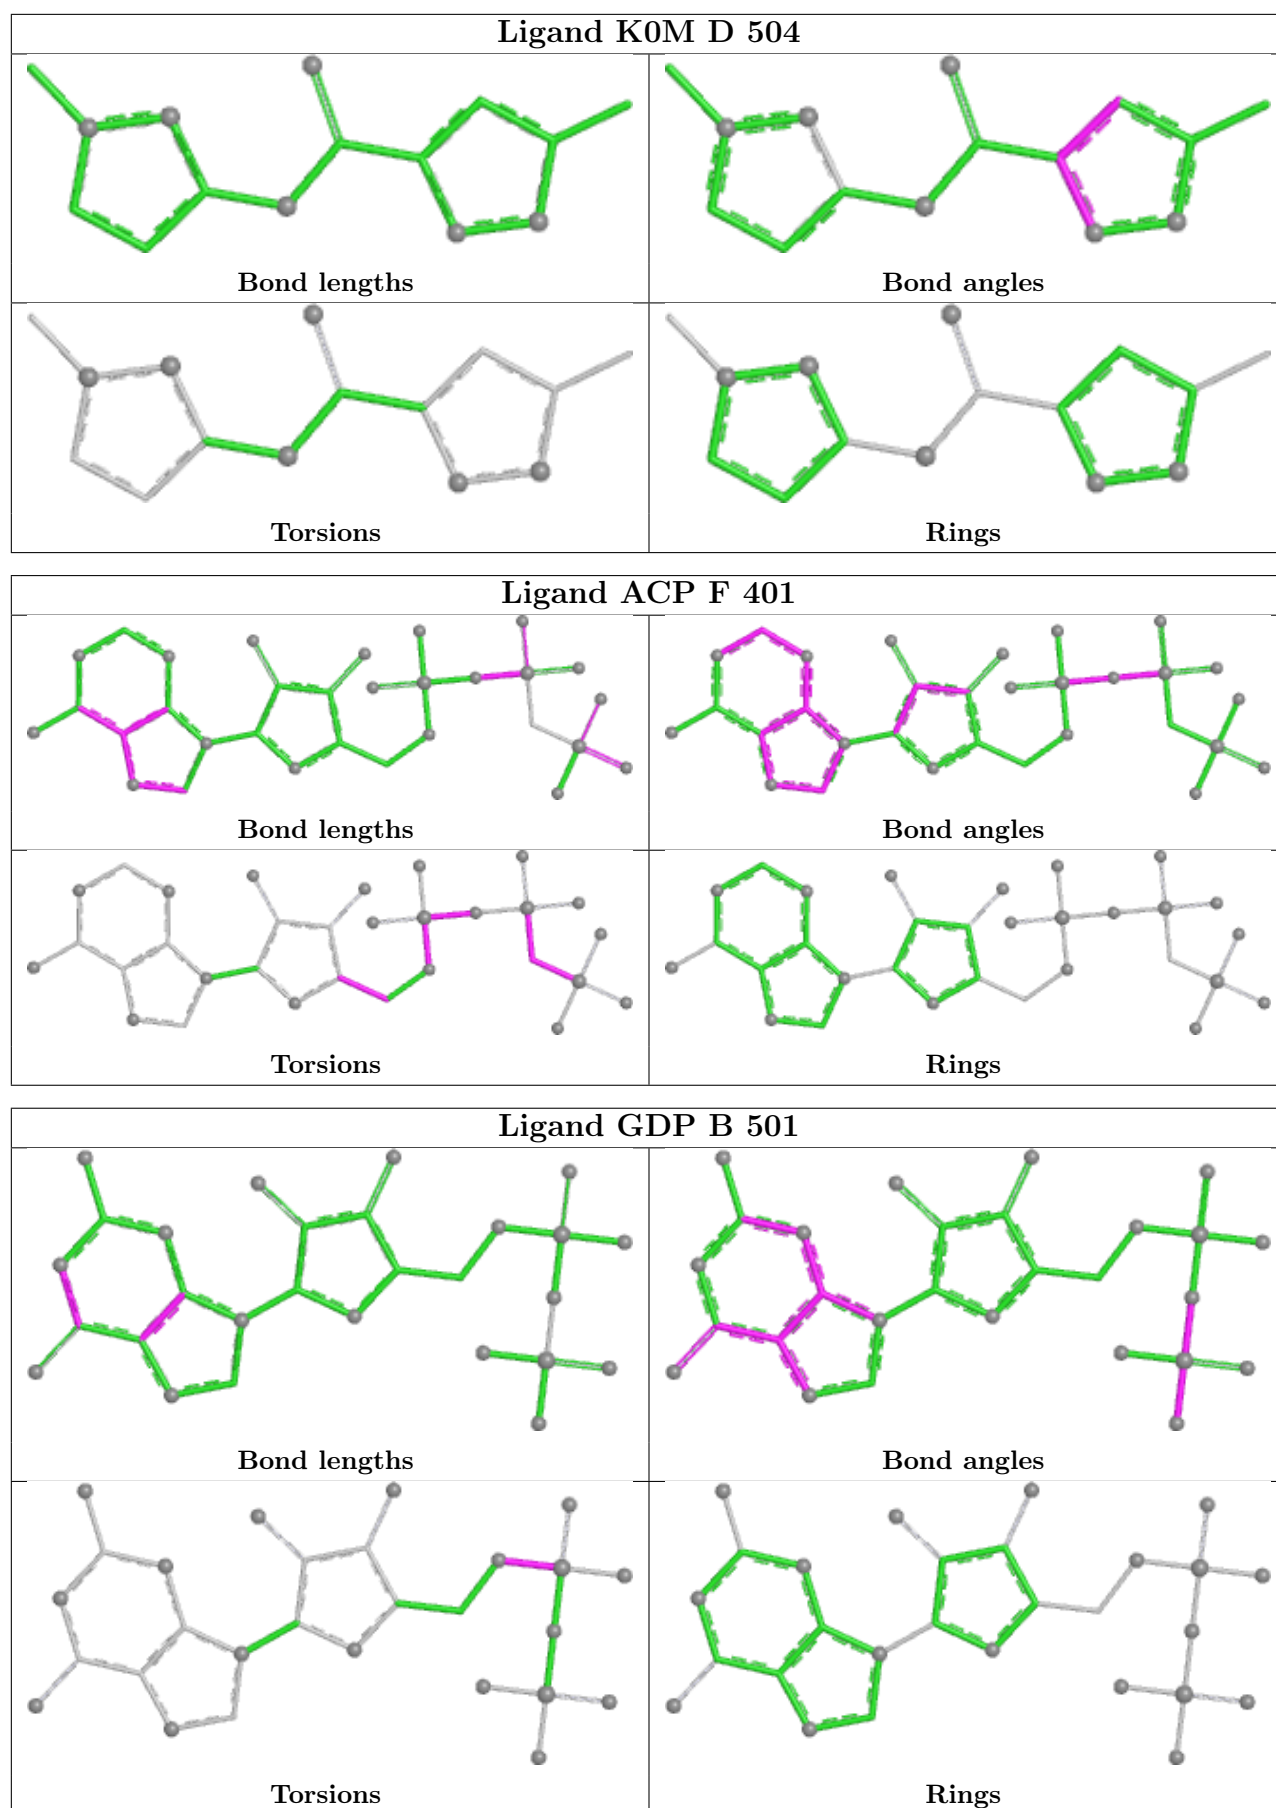 Ligand K0M D 504
Bond lengths
Bond angles
Torsions
Rings
Ligand ACP F 401
Bond lengths
Bond angles
Torsions
Rings
Ligand GDP B 501
Bond lengths
Bond angles
Torsions
Rings